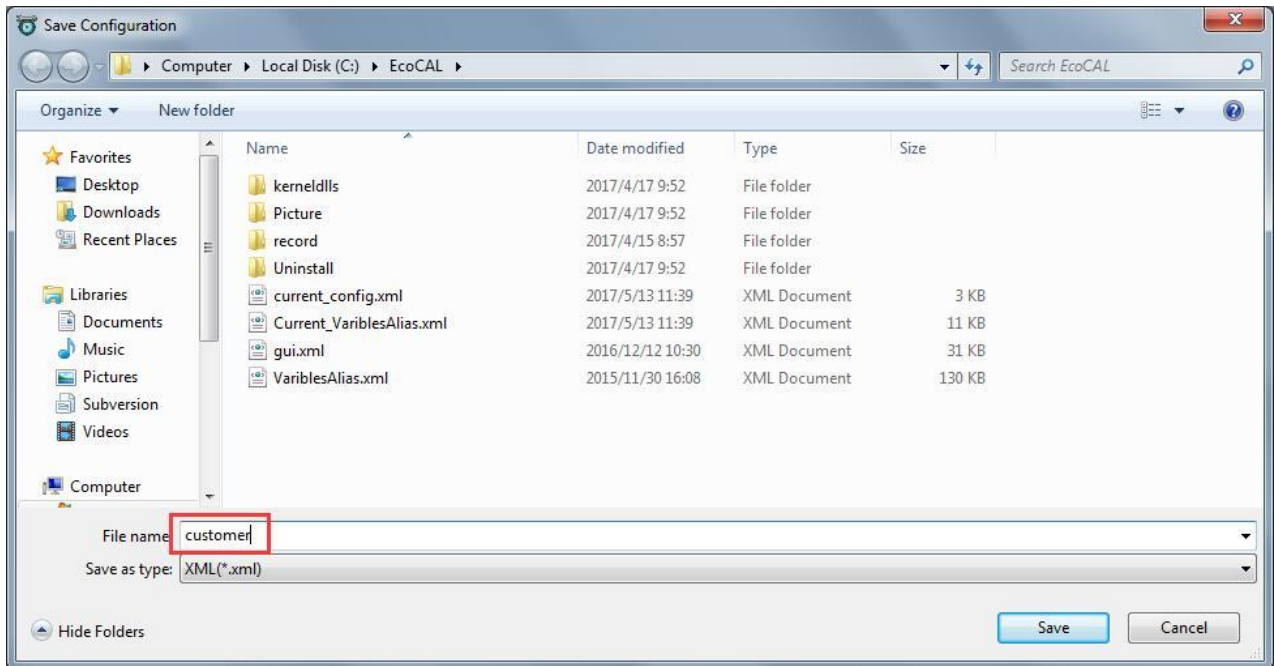 Save Configuration
Computer Local Disk (C:) EcoCAL Search EcoCAL
Organize New folder
Name Date modified Type Size
Favorites
Desktop kerneldlls 2017/4/17 9:52 File folder
Downloads Picture 2017/4/17 9:52 File folder
Recent Places record 2017/4/15 8:57 File folder
Uninstall 2017/4/17 9:52 File folder
Libraries current_config.xml 2017/5/13 11:39 XML Document 3 KB
Documents Current_VariblesAlias.xml 2017/5/13 11:39 XML Document 11 KB
Music gui.xml 2016/12/12 10:30 XML Document 31 KB
Pictures VariblesAlias.xml 2015/11/30 16:08 XML Document 130 KB
Subversion
Videos
Computer
File name customer
Save as type: XML(*.xml)
Hide Folders Save Cancel